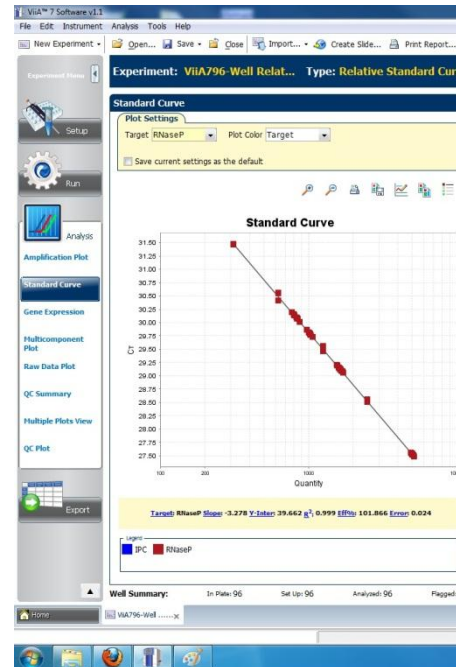 ViiA™ 7 Software v1.1
File Edit Instrument Analysis Tools Help
New Experiment Open... Save Close Import... Create Slide... Print Report...
Experiment Menu
Experiment: ViiA796-Well Relat... Type: Relative Standard Cur
Standard Curve
Plot Settings
Target RNaseP Plot Color Target
Save current settings as the default
Setup
Run
Analysis
Amplification Plot
Standard Curve
Gene Expression
Multicomponent
Plot
Raw Data Plot
QC Summary
Multiple Plots View
QC Plot
Export
Standard Curve
31.50
31.25
31.00
30.75
30.50
30.25
30.00
29.75
29.50
29.25
29.00
28.75
28.50
28.25
28.00
27.75
27.50
Cт
100 200 1000
Quantity
Target: RNaseP Slope: -3.278 Y-Inter: 39.662 R²: 0.999 Eff%: 101.866 Error: 0.024
Legend
IPC RNaseP
Well Summary: In Plate: 96 Set Up: 96 Analyzed: 96 Flagged:
Home ViiA796-Well ......x